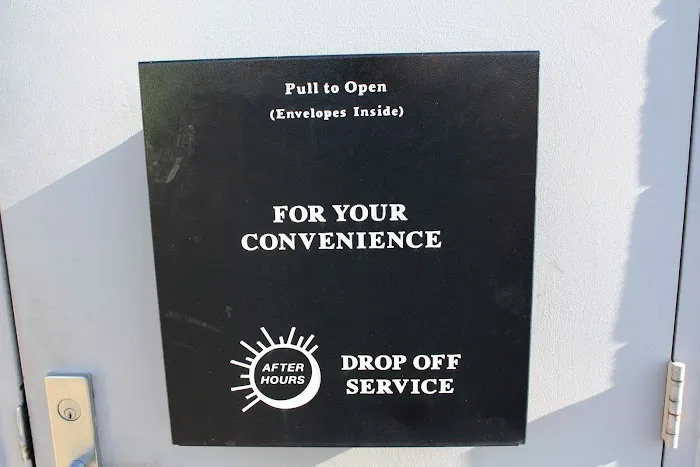 Pull to Open
(Envelopes Inside)
FOR YOUR
CONVENIENCE
AFTER
HOURS
DROP OFF
SERVICE